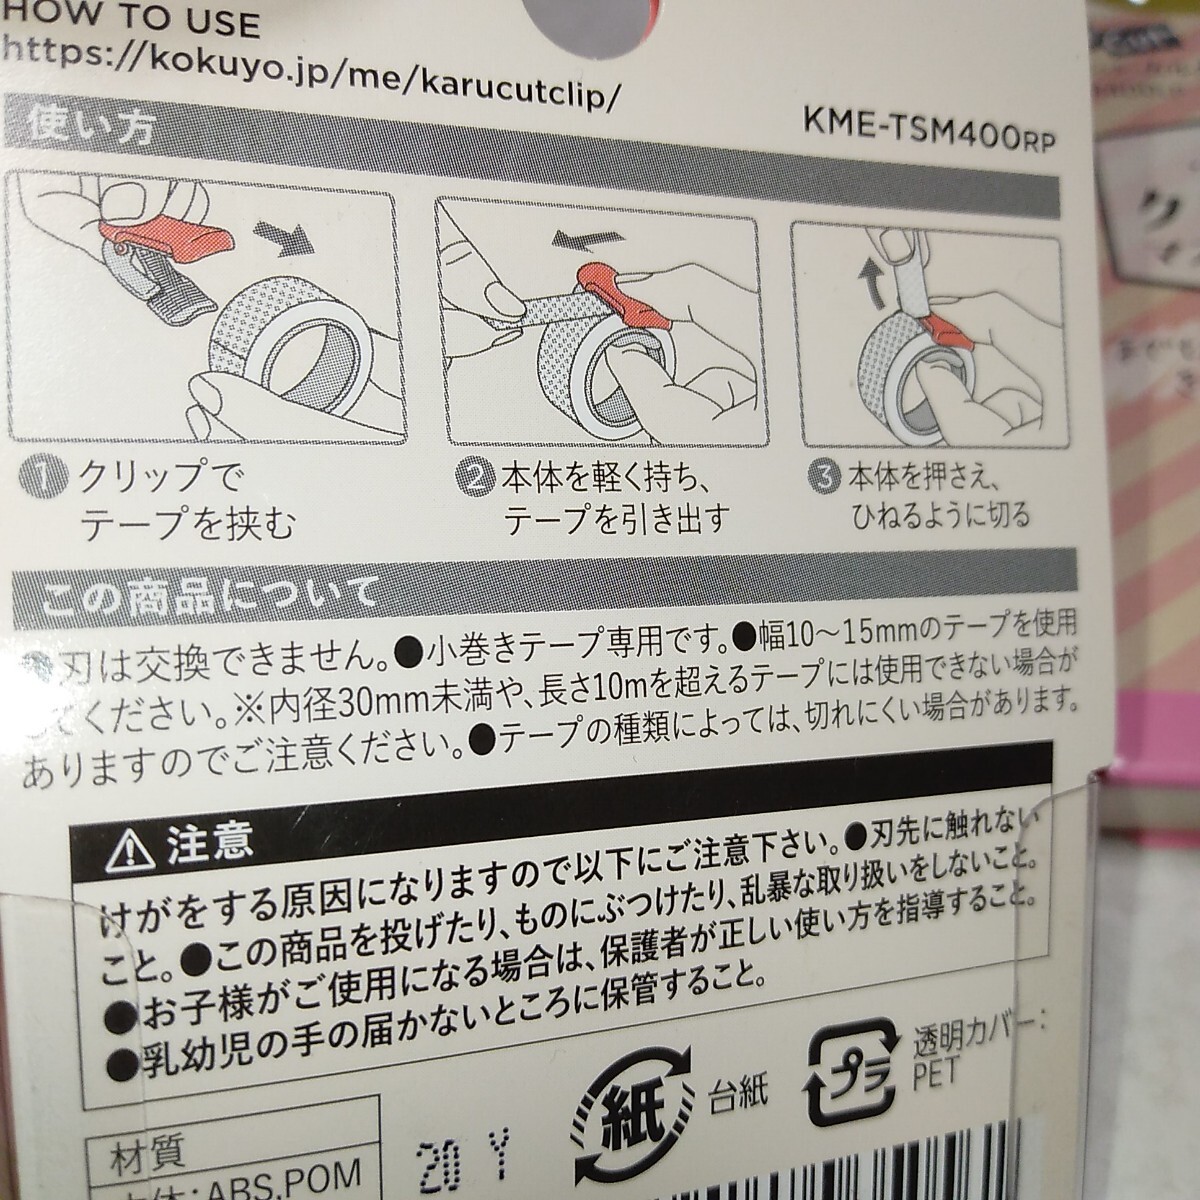 HOW TO USE
https://kokuyo.jp/me/karucutclip/
KME-TSM400RP
使い方
1 クリップで
テープを挟む
2 本体を軽く持ち、
テープを引き出す
3 本体を押さえ、
ひねるように切る
この商品について
●刃は交換できません。●小巻きテープ専用です。●幅10〜15mmのテープを使用
してください。※内径30mm未満や、長さ10mを超えるテープには使用できない場合が
ありますのでご注意ください。●テープの種類によっては、切れにくい場合があります。
⚠注意
けがをする原因になりますので以下にご注意下さい。●刃先に触れない
こと。●この商品を投げたり、ものにぶつけたり、乱暴な取り扱いをしないこと。
●お子様がご使用になる場合は、保護者が正しい使い方を指導すること。
●乳幼児の手の届かないところに保管すること。
材質
本体：ABS,POM
20 Y
紙 台紙
プラ 透明カバー：
PET